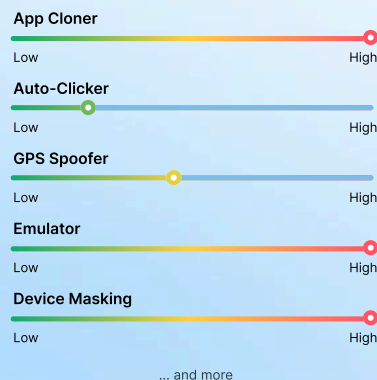 App Cloner
Low High
Auto-Clicker
Low High
GPS Spoofer
Low High
Emulator
Low High
Device Masking
Low High
... and more